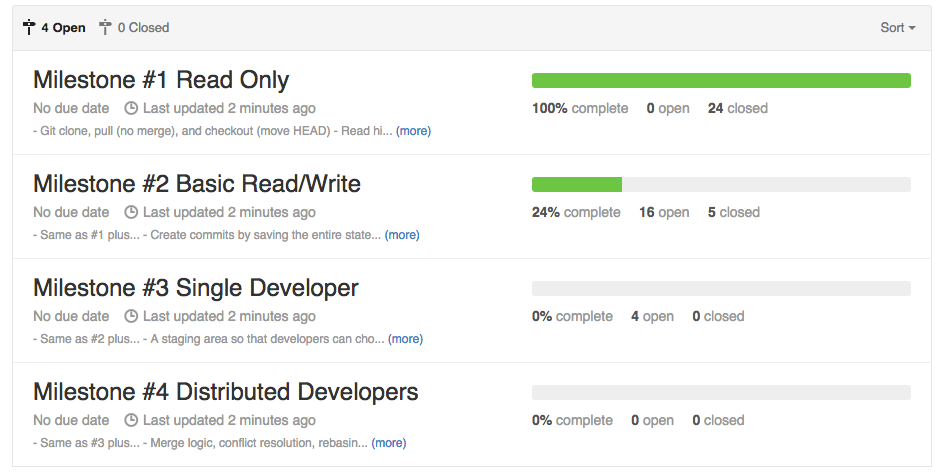 4 Open 0 Closed Sort
Milestone #1 Read Only
No due date Last updated 2 minutes ago
- Git clone, pull (no merge), and checkout (move HEAD) - Read hi... (more)
100% complete 0 open 24 closed
Milestone #2 Basic Read/Write
No due date Last updated 2 minutes ago
- Same as #1 plus... - Create commits by saving the entire state... (more)
24% complete 16 open 5 closed
Milestone #3 Single Developer
No due date Last updated 2 minutes ago
- Same as #2 plus... - A staging area so that developers can cho... (more)
0% complete 4 open 0 closed
Milestone #4 Distributed Developers
No due date Last updated 2 minutes ago
- Same as #3 plus... - Merge logic, conflict resolution, rebasin... (more)
0% complete 0 open 0 closed